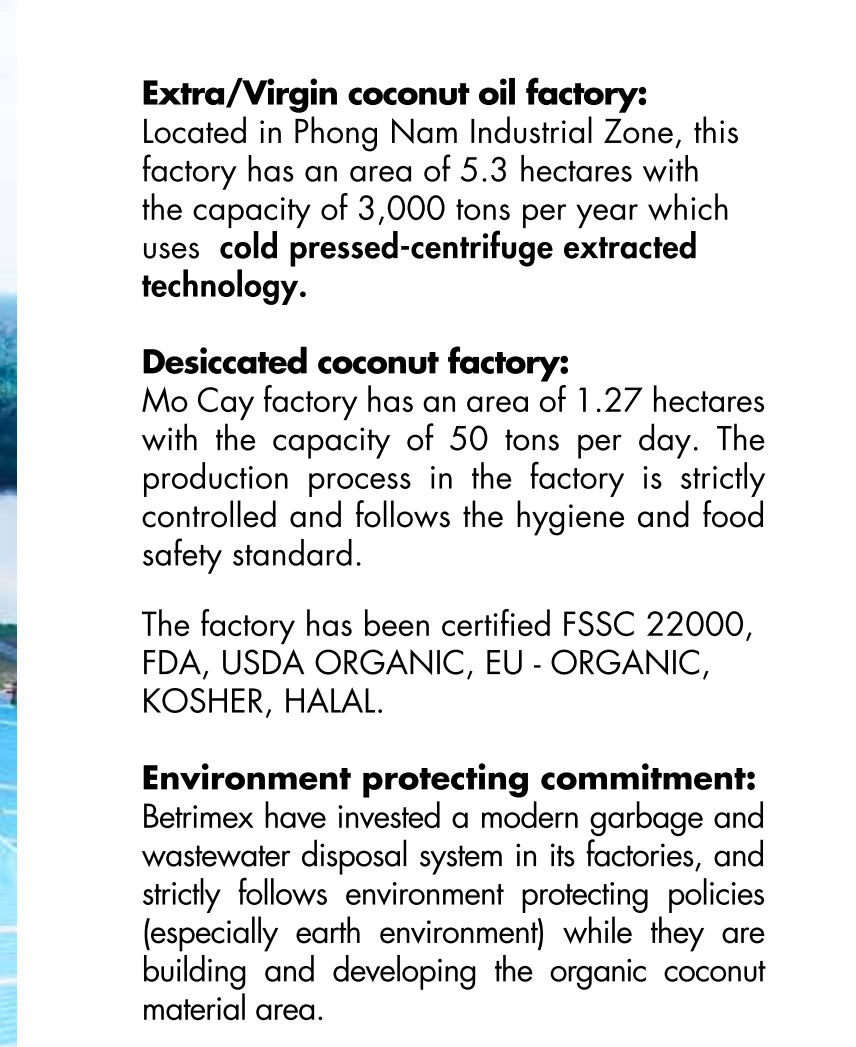 Extra/Virgin coconut oil factory:
Located in Phong Nam Industrial Zone, this
factory has an area of 5.3 hectares with
the capacity of 3,000 tons per year which
uses  cold pressed-centrifuge extracted
technology.
Desiccated coconut factory:
Mo Cay factory has an area of 1.27 hectares
with the capacity of 50 tons per day. The
production process in the factory is strictly
controlled and follows the hygiene and food
safety standard.
The factory has been certified FSSC 22000,
FDA, USDA ORGANIC, EU - ORGANIC,
KOSHER, HALAL.
Environment protecting commitment:
Betrimex have invested a modern garbage and
wastewater disposal system in its factories, and
strictly follows environment protecting policies
(especially earth environment) while they are
building and developing the organic coconut
material area.